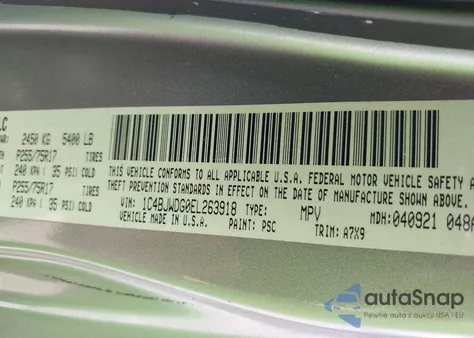 LC
2450 KG 5400 LB
P255/75R17 TIRES
240 KPA ( 35 PSI) COLD
P255/75R17 TIRES
240 KPA ( 35 PSI) COLD
THIS VEHICLE CONFORMS TO ALL APPLICABLE U.S.A. FEDERAL MOTOR VEHICLE SAFETY
THEFT PREVENTION STANDARDS IN EFFECT ON THE DATE OF MANUFACTURE SHOWN ABOVE
VIN: 1C4BJWDG0EL263918 TYPE: MPV MDH: 040921 048A
VEHICLE MADE IN U.S.A. PAINT: PSC TRIM: A7X9
autoSnap
Pewne auto z aukcji USA i EU